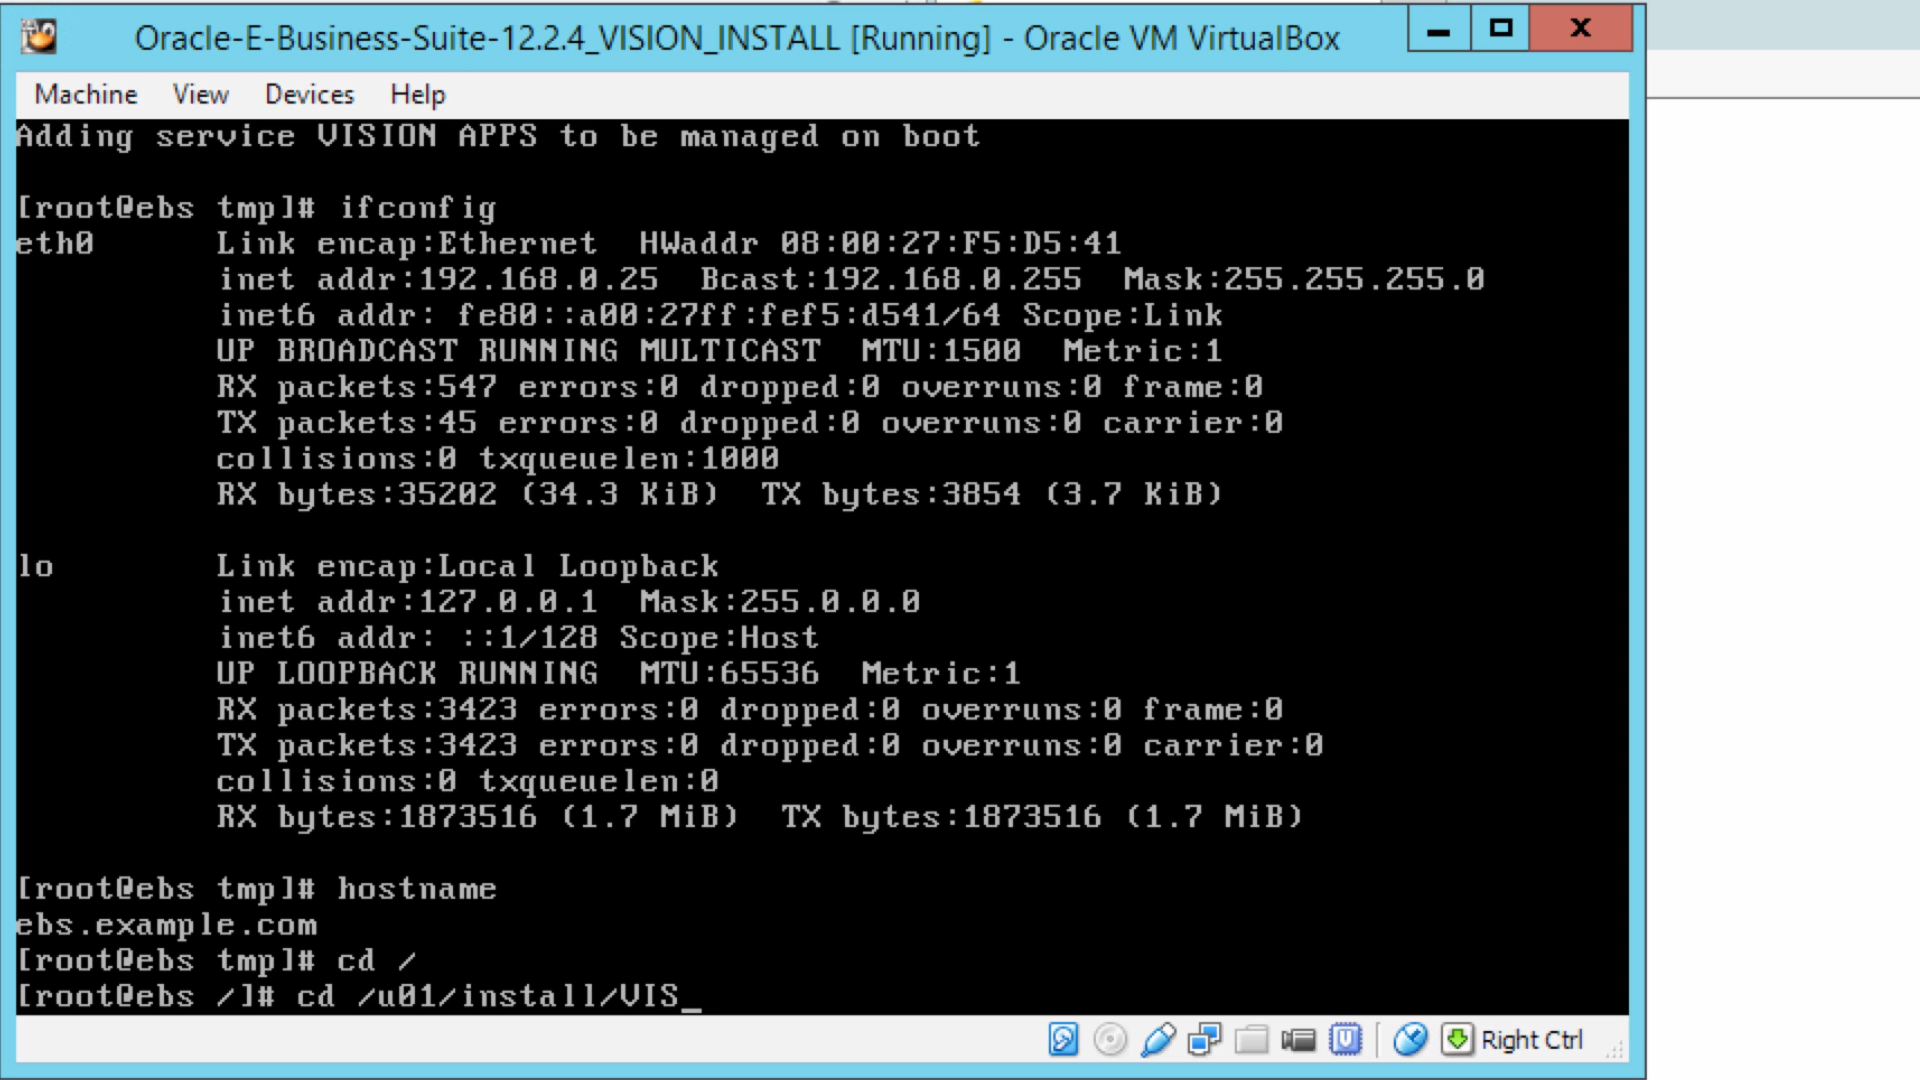 Oracle-E-Business-Suite-12.2.4_VISION_INSTALL [Running] - Oracle VM VirtualBox
Machine View Devices Help
Adding service VISION APPS to be managed on boot
[root@ebs tmp]# ifconfig
eth0 Link encap:Ethernet HWaddr 08:00:27:F5:D5:41
inet addr:192.168.0.25 Bcast:192.168.0.255 Mask:255.255.255.0
inet6 addr: fe80::a00:27ff:fef5:d541/64 Scope:Link
UP BROADCAST RUNNING MULTICAST MTU:1500 Metric:1
RX packets:547 errors:0 dropped:0 overruns:0 frame:0
TX packets:45 errors:0 dropped:0 overruns:0 carrier:0
collisions:0 txqueuelen:1000
RX bytes:35202 (34.3 KiB) TX bytes:3854 (3.7 KiB)
lo Link encap:Local Loopback
inet addr:127.0.0.1 Mask:255.0.0.0
inet6 addr: ::1/128 Scope:Host
UP LOOPBACK RUNNING MTU:65536 Metric:1
RX packets:3423 errors:0 dropped:0 overruns:0 frame:0
TX packets:3423 errors:0 dropped:0 overruns:0 carrier:0
collisions:0 txqueuelen:0
RX bytes:1873516 (1.7 MiB) TX bytes:1873516 (1.7 MiB)
[root@ebs tmp]# hostname
ebs.example.com
[root@ebs tmp]# cd /
[root@ebs /]# cd /u01/install/VIS_
Right Ctrl